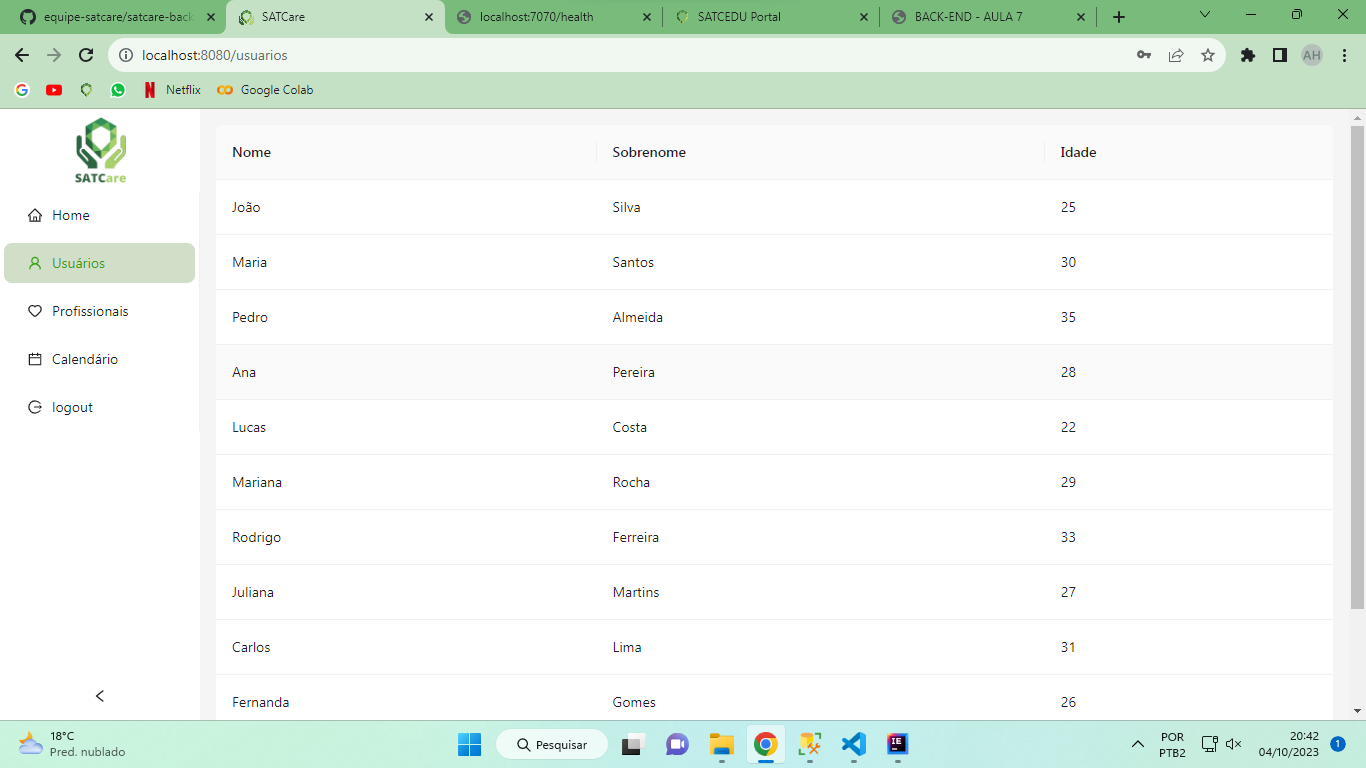 equipe-satcare/satcare-back
SATCare
localhost:7070/health
SATCEDU Portal
BACK-END - AULA 7
localhost:8080/usuarios
AH
Netflix
Google Colab
SATCare
Home
Usuários
Profissionais
Calendário
logout
Nome Sobrenome Idade
João Silva 25
Maria Santos 30
Pedro Almeida 35
Ana Pereira 28
Lucas Costa 22
Mariana Rocha 29
Rodrigo Ferreira 33
Juliana Martins 27
Carlos Lima 31
Fernanda Gomes 26
18°C
Pred. nublado
Pesquisar
POR
PTB2
20:42
04/10/2023
1